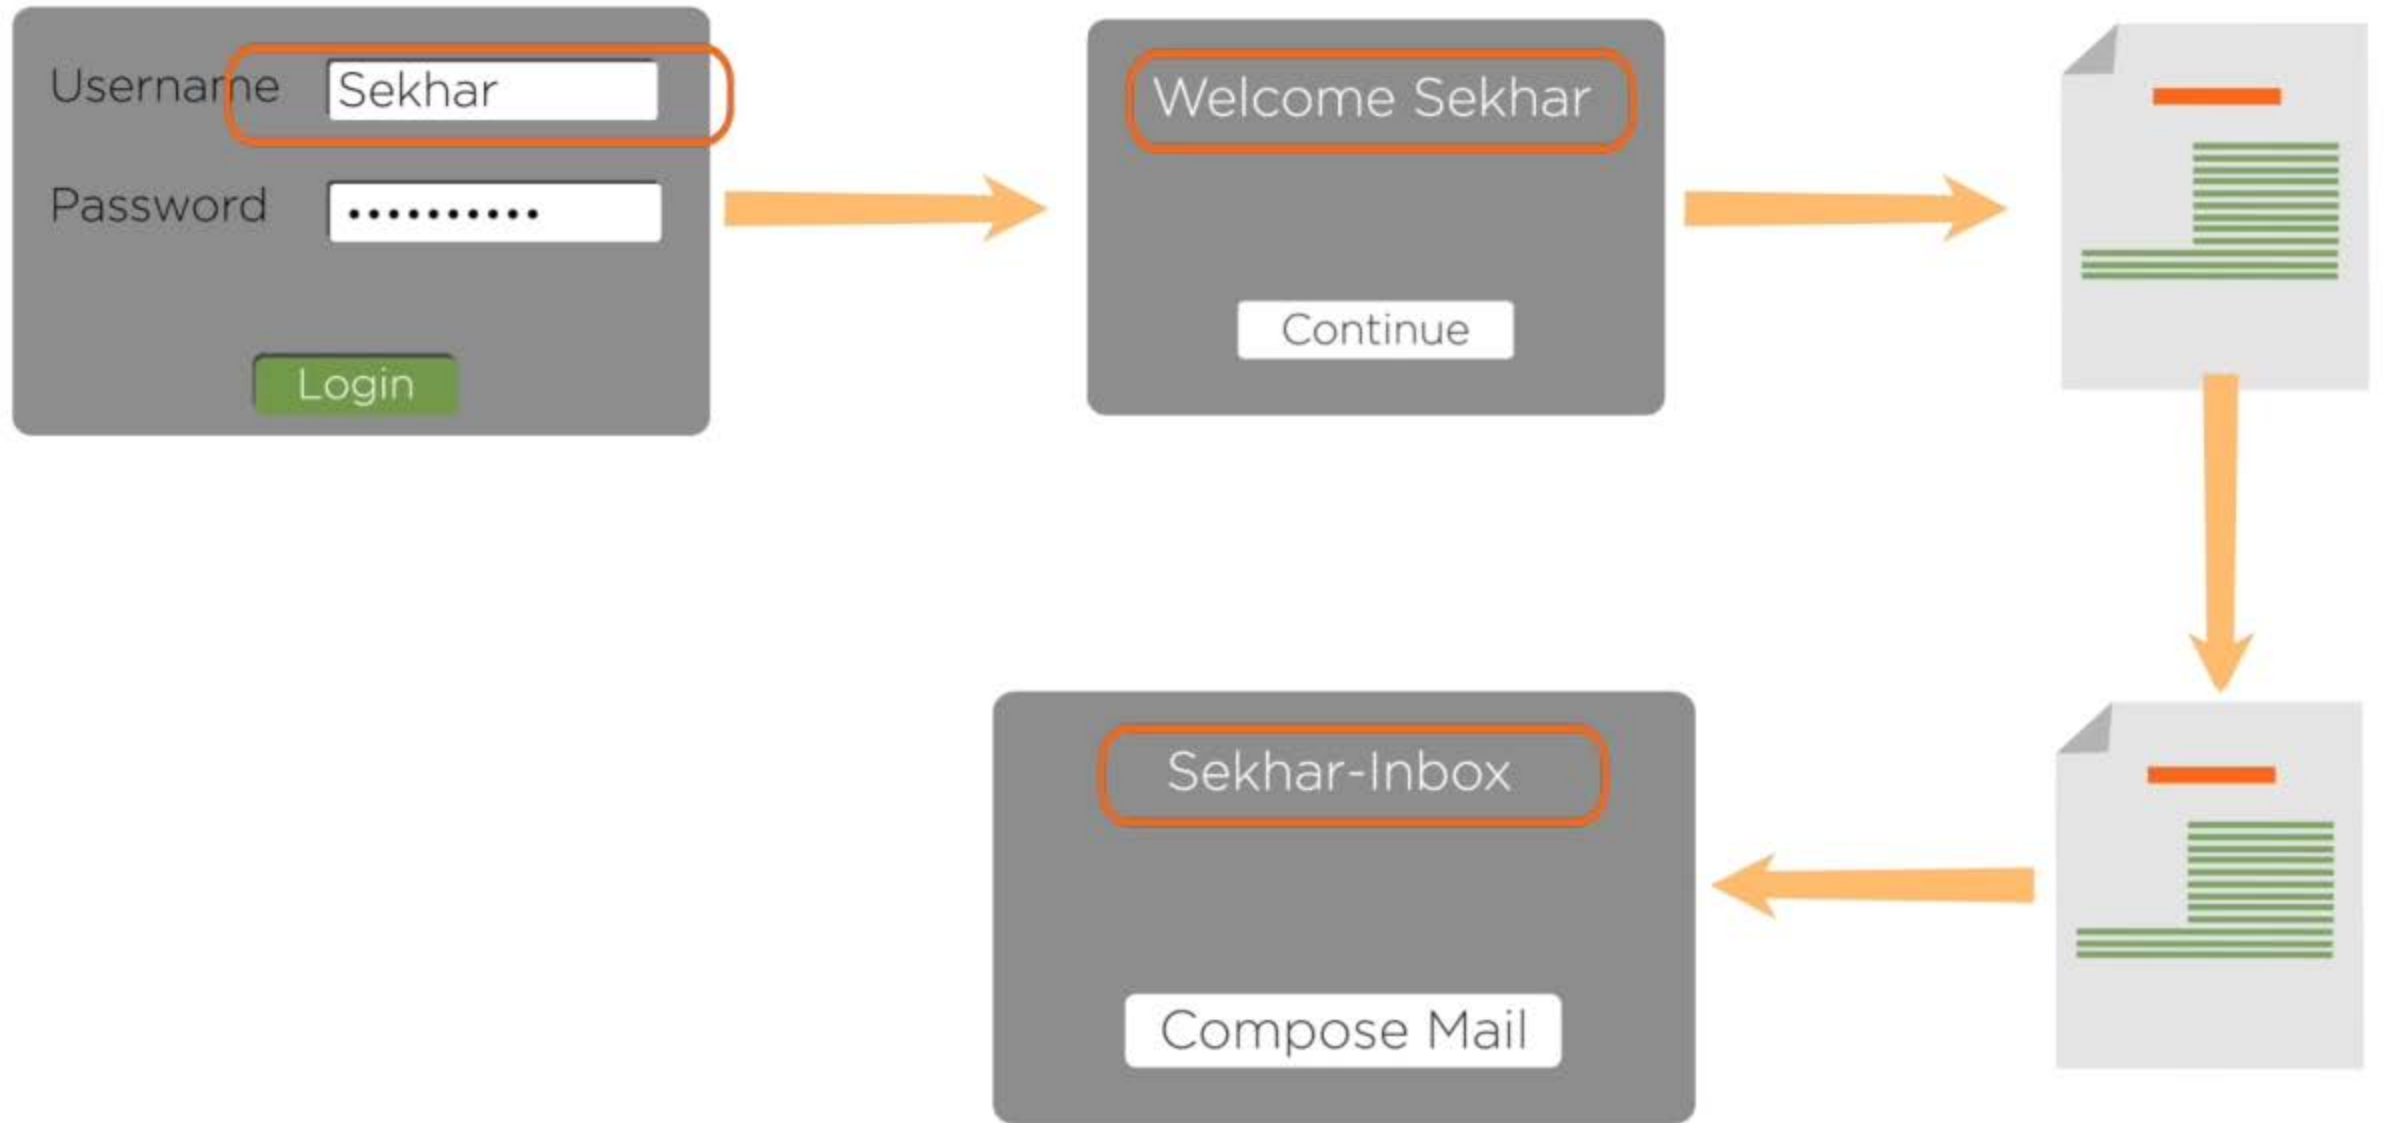 Username Sekhar
Password ••••••••••
Login
Welcome Sekhar
Continue
Sekhar-Inbox
Compose Mail